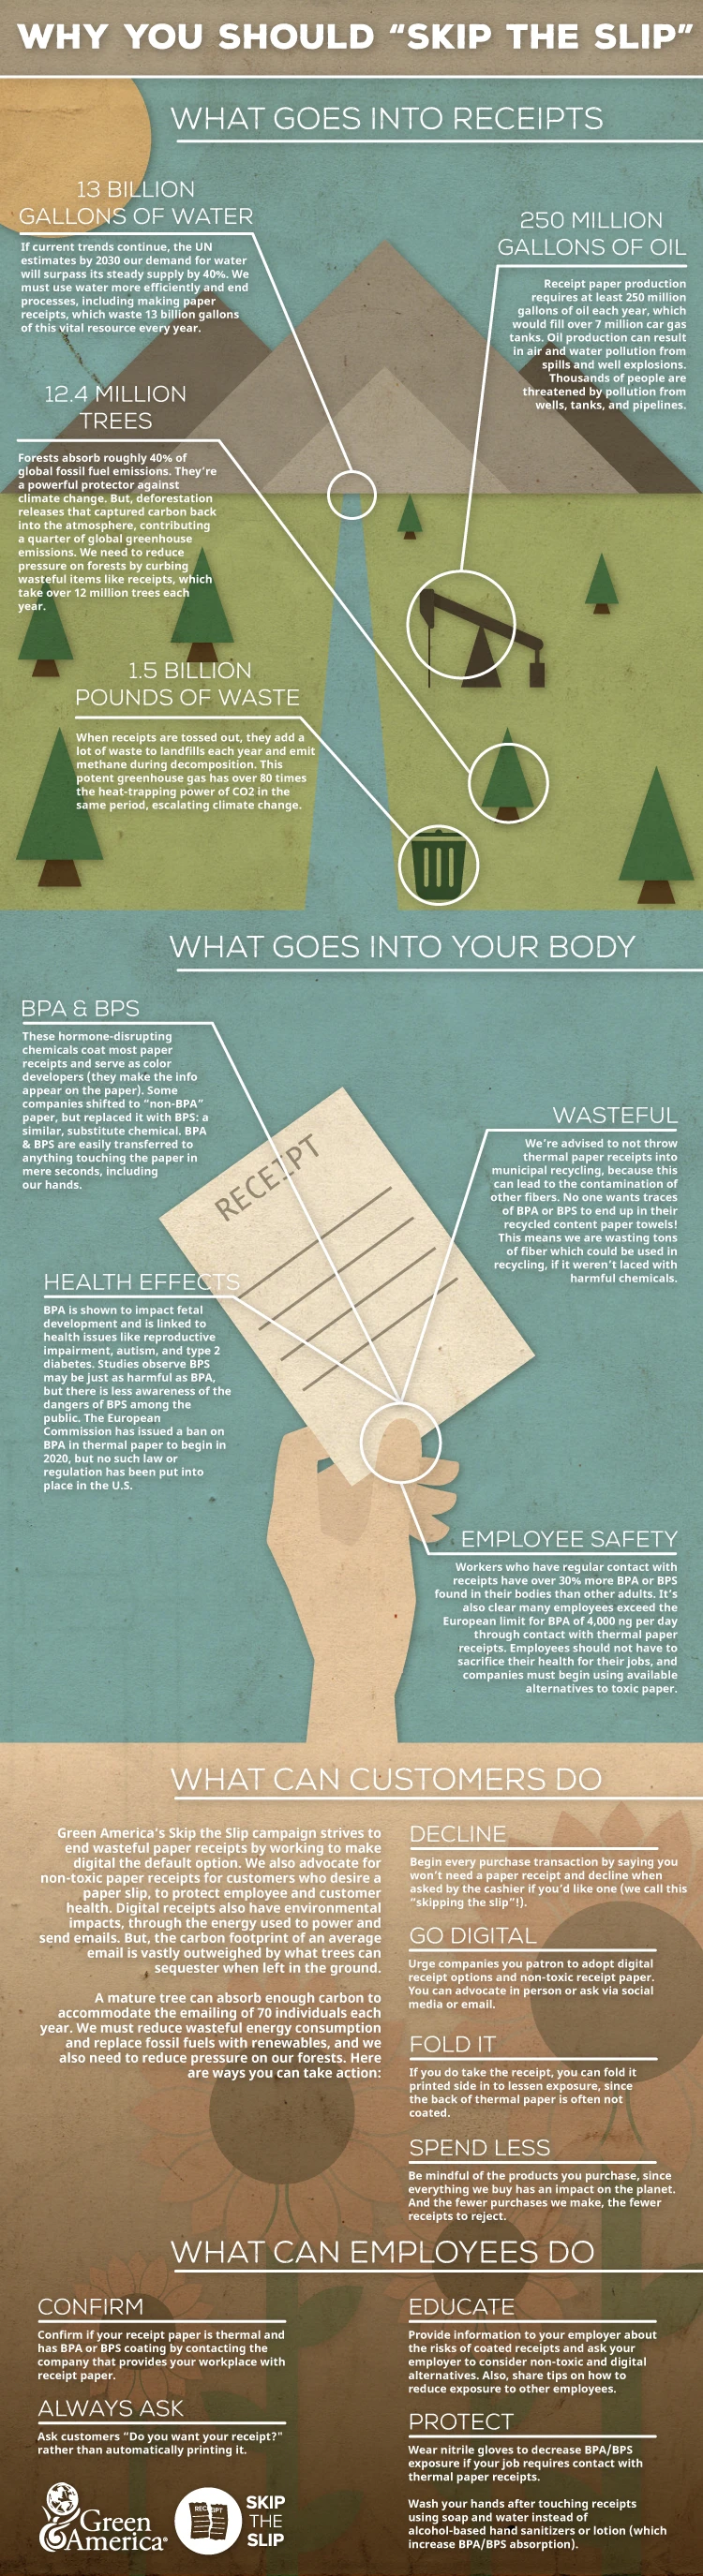 WHY YOU SHOULD “SKIP THE SLIP”
WHAT GOES INTO RECEIPTS
13 BILLION
GALLONS OF WATER
If current trends continue, the UN
estimates by 2030 our demand for water
will surpass its steady supply by 40%. We
must use water more efficiently and end
processes, including making paper
receipts, which waste 13 billion gallons
of this vital resource every year.
250 MILLION
GALLONS OF OIL
Receipt paper production
requires at least 250 million
gallons of oil each year, which
would fill over 7 million car gas
tanks. Oil production can result
in air and water pollution from
spills and well explosions.
Thousands of people are
threatened by pollution from
wells, tanks, and pipelines.
12.4 MILLION
TREES
Forests absorb roughly 40% of
global fossil fuel emissions. They’re
a powerful protector against
climate change. But, deforestation
releases that captured carbon back
into the atmosphere, contributing
a quarter of global greenhouse
emissions. We need to reduce
pressure on forests by curbing
wasteful items like receipts, which
take over 12 million trees each
year.
1.5 BILLION
POUNDS OF WASTE
When receipts are tossed out, they add a
lot of waste to landfills each year and emit
methane during decomposition. This
potent greenhouse gas has over 80 times
the heat-trapping power of CO2 in the
same period, escalating climate change.
WHAT GOES INTO YOUR BODY
BPA & BPS
These hormone-disrupting
chemicals coat most paper
receipts and serve as color
developers (they make the info
appear on the paper). Some
companies shifted to “non-BPA”
paper, but replaced it with BPS: a
similar, substitute chemical. BPA
& BPS are easily transferred to
anything touching the paper in
mere seconds, including
our hands.
RECEIPT
WASTEFUL
We’re advised to not throw
thermal paper receipts into
municipal recycling, because this
can lead to the contamination of
other fibers. No one wants traces
of BPA or BPS to end up in their
recycled content paper towels!
This means we are wasting tons
of fiber which could be used in
recycling, if it weren’t laced with
harmful chemicals.
HEALTH EFFECTS
BPA is shown to impact fetal
development and is linked to
health issues like reproductive
impairment, autism, and type 2
diabetes. Studies observe BPS
may be just as harmful as BPA,
but there is less awareness of the
dangers of BPS among the
public. The European
Commission has issued a ban on
BPA in thermal paper to begin in
2020, but no such law or
regulation has been put into
place in the U.S.
EMPLOYEE SAFETY
Workers who have regular contact with
receipts have over 30% more BPA or BPS
found in their bodies than other adults. It’s
also clear many employees exceed the
European limit for BPA of 4,000 ng per day
through contact with thermal paper
receipts. Employees should not have to
sacrifice their health for their jobs, and
companies must begin using available
alternatives to toxic paper.
WHAT CAN CUSTOMERS DO
Green America’s Skip the Slip campaign strives to
end wasteful paper receipts by working to make
digital the default option. We also advocate for
non-toxic paper receipts for customers who desire a
paper slip, to protect employee and customer
health. Digital receipts also have environmental
impacts, through the energy used to power and
send emails. But, the carbon footprint of an average
email is vastly outweighed by what trees can
sequester when left in the ground.
A mature tree can absorb enough carbon to
accommodate the emailing of 70 individuals each
year. We must reduce wasteful energy consumption
and replace fossil fuels with renewables, and we
also need to reduce pressure on our forests. Here
are ways you can take action:
DECLINE
Begin every purchase transaction by saying you
won’t need a paper receipt and decline when
asked by the cashier if you’d like one (we call this
“skipping the slip”!).
GO DIGITAL
Urge companies you patron to adopt digital
receipt options and non-toxic receipt paper.
You can advocate in person or ask via social
media or email.
FOLD IT
If you do take the receipt, you can fold it
printed side in to lessen exposure, since
the back of thermal paper is often not
coated.
SPEND LESS
Be mindful of the products you purchase, since
everything we buy has an impact on the planet.
And the fewer purchases we make, the fewer
receipts to reject.
WHAT CAN EMPLOYEES DO
CONFIRM
Confirm if your receipt paper is thermal and
has BPA or BPS coating by contacting the
company that provides your workplace with
receipt paper.
ALWAYS ASK
Ask customers “Do you want your receipt?”
rather than automatically printing it.
EDUCATE
Provide information to your employer about
the risks of coated receipts and ask your
employer to consider non-toxic and digital
alternatives. Also, share tips on how to
reduce exposure to other employees.
PROTECT
Wear nitrile gloves to decrease BPA/BPS
exposure if your job requires contact with
thermal paper receipts.
Wash your hands after touching receipts
using soap and water instead of
alcohol-based hand sanitizers or lotion (which
increase BPA/BPS absorption).
Green
America®
RECEIPT
SKIP
THE
SLIP